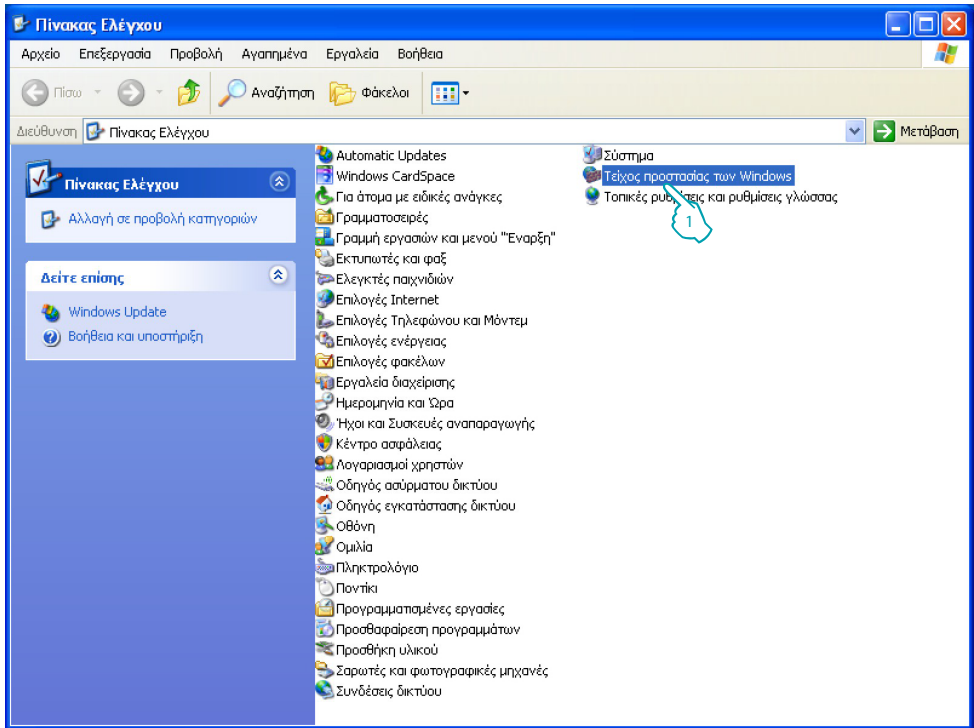 Πίνακας Ελέγχου
Αρχείο Επεξεργασία Προβολή Αγαπημένα Εργαλεία Βοήθεια
Πίσω Αναζήτηση Φάκελοι
Διεύθυνση Πίνακας Ελέγχου Μετάβαση
Πίνακας Ελέγχου
Αλλαγή σε προβολή κατηγοριών
Δείτε επίσης
Windows Update
Βοήθεια και υποστήριξη
Automatic Updates
Windows CardSpace
Για άτομα με ειδικές ανάγκες
Γραμματοσειρές
Γραμμή εργασιών και μενού "Έναρξη"
Εκτυπωτές και φαξ
Ελεγκτές παιχνιδιών
Επιλογές Internet
Επιλογές Τηλεφώνου και Μόντεμ
Επιλογές ενέργειας
Επιλογές φακέλων
Εργαλεία διαχείρισης
Ημερομηνία και Ώρα
Ήχοι και Συσκευές αναπαραγωγής
Κέντρο ασφάλειας
Λογαριασμοί χρηστών
Οδηγός ασύρματου δικτύου
Οδηγός εγκατάστασης δικτύου
Οθόνη
Ομιλία
Πληκτρολόγιο
Ποντίκι
Προγραμματισμένες εργασίες
Προσθαφαίρεση προγραμμάτων
Προσθήκη υλικού
Σαρωτές και φωτογραφικές μηχανές
Συνδέσεις δικτύου
Σύστημα
Τείχος προστασίας των Windows
Τοπικές ρυθμίσεις και ρυθμίσεις γλώσσας
1